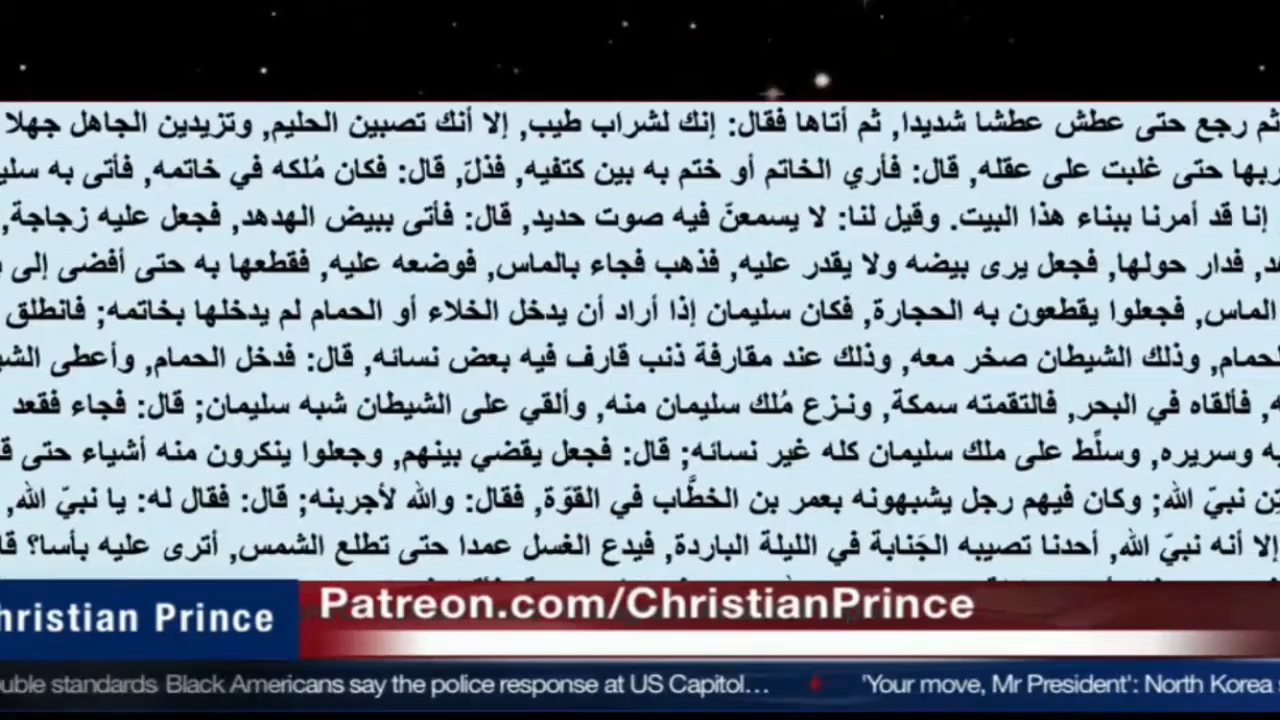 ثم رجع حتى عطش عطشا شديدا, ثم أتاها فقال: إنك لشراب طيب, إلا أنك تصبين الحليم, وتزيدين الجاهل جهلا
ربها حتى غلبت على عقله, قال: فأري الخاتم أو ختم به بين كتفيه, فذلّ, قال: فكان مُلكه في خاتمه, فأتى به سلي
إنا قد أمرنا ببناء هذا البيت. وقيل لنا: لا يسمعنّ فيه صوت حديد, قال: فأتى ببيض الهدهد, فجعل عليه زجاجة,
هد, فدار حولها, فجعل يرى بيضه ولا يقدر عليه, فذهب فجاء بالماس, فوضعه عليه, فقطعها به حتى أفضى إلى
الماس, فجعلوا يقطعون به الحجارة, فكان سليمان إذا أراد أن يدخل الخلاء أو الحمام لم يدخلها بخاتمه; فانطلق
لحمام, وذلك الشيطان صخر معه, وذلك عند مقارفة ذنب قارف فيه بعض نسائه, قال: فدخل الحمام, وأعطى الشي
ه, فألقاه في البحر, فالتقمته سمكة, ونـزع مُلك سليمان منه, وألقي على الشيطان شبه سليمان; قال: فجاء فقعد
يه وسريره, وسلِّط على ملك سليمان كله غير نسائه; قال: فجعل يقضي بينهم, وجعلوا ينكرون منه أشياء حتى ق
ين نبيّ الله; وكان فيهم رجل يشبهونه بعمر بن الخطَّاب في القوّة, فقال: والله لأجربنه; قال: فقال له: يا نبيّ الله,
إلا أنه نبيّ الله, أحدنا تصيبه الجَنابة في الليلة الباردة, فيدع الغسل عمدا حتى تطلع الشمس, أترى عليه بأسا؟ قا
hristian Prince
Patreon.com/ChristianPrince
uble standards Black Americans say the police response at US Capitol… 'Your move, Mr President': North Korea s